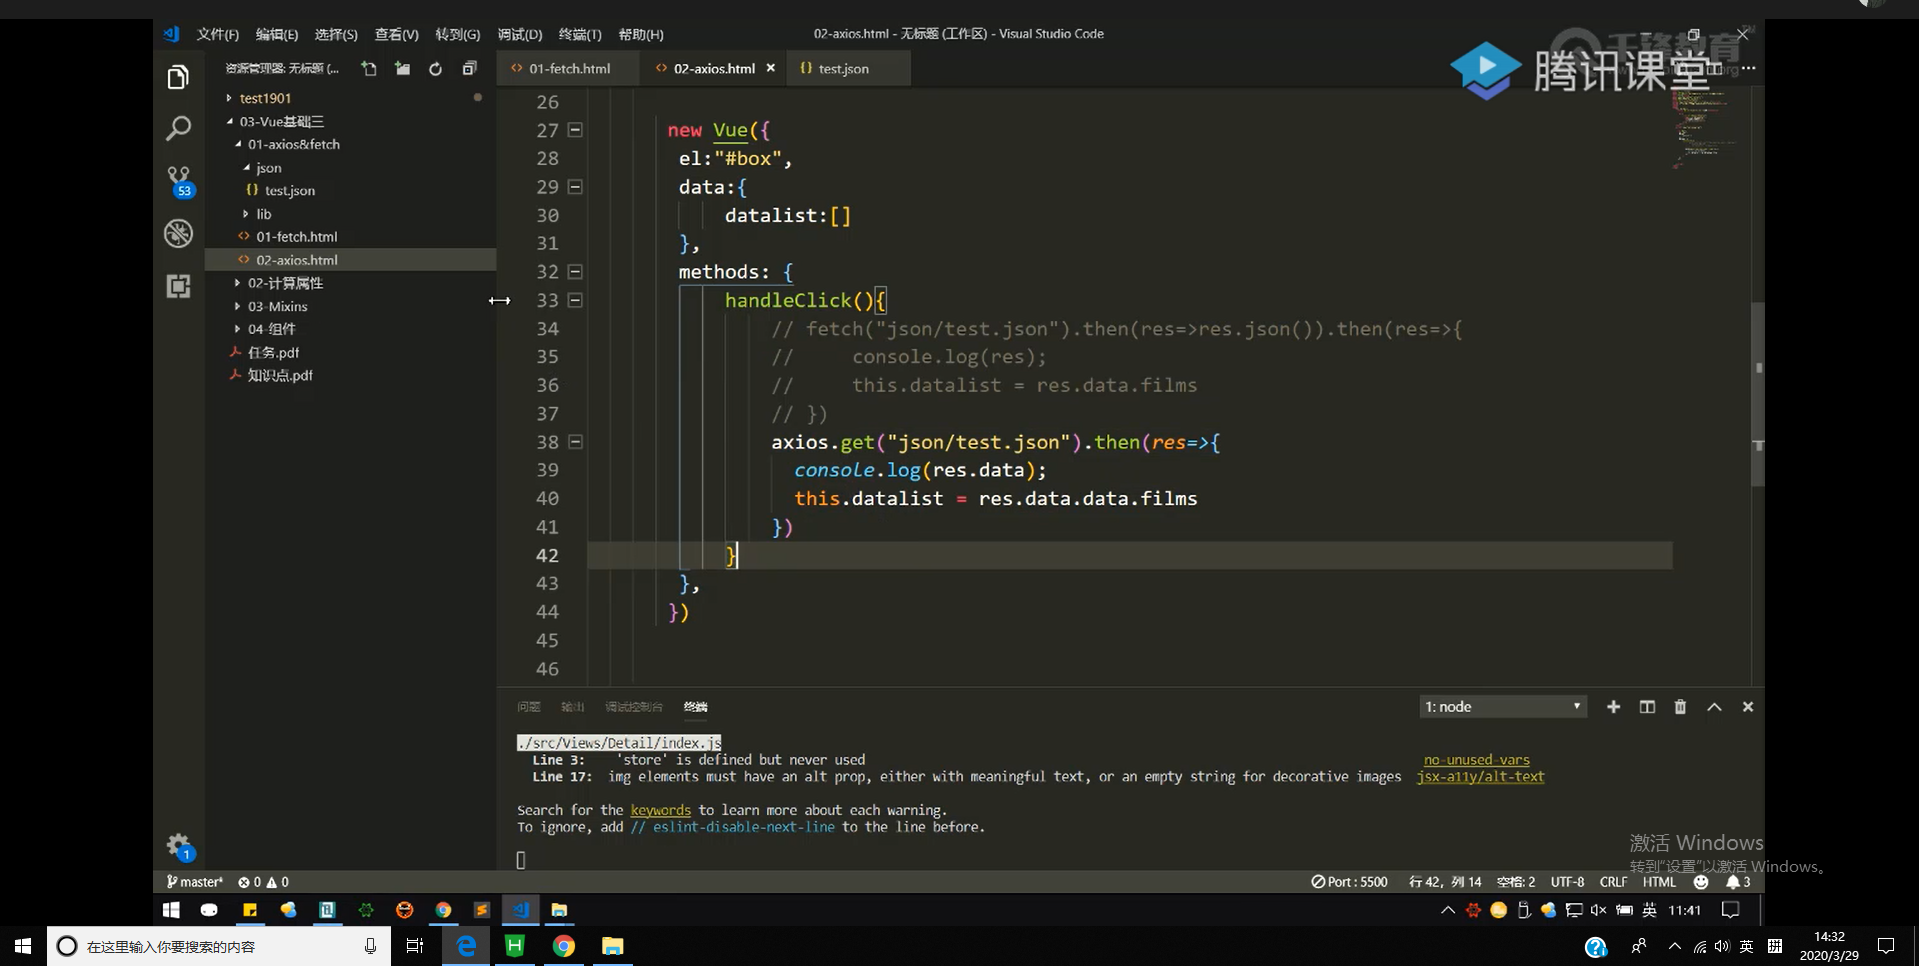 文件(F) 编辑(E) 选择(S) 查看(V) 转到(G) 调试(D) 终端(T) 帮助(H) 02-axios.html - 无标题 (工作区) - Visual Studio Code
千锋教育
腾讯课堂
资源管理器: 无标题 (...
01-fetch.html 02-axios.html × test.json
test1901
03-Vue基础三
01-axios&fetch
json
test.json
lib
01-fetch.html
02-axios.html
02-计算属性
03-Mixins
04-组件
任务.pdf
知识点.pdf
53
1
26
27 new Vue({
28 el:"#box",
29 data:{
30 datalist:[]
31 },
32 methods: {
33 handleClick(){
34 // fetch("json/test.json").then(res=>res.json()).then(res=>{
35 // console.log(res);
36 // this.datalist = res.data.films
37 // })
38 axios.get("json/test.json").then(res=>{
39 console.log(res.data);
40 this.datalist = res.data.data.films
41 })
42 }
43 },
44 })
45
46
问题 输出 调试控制台 终端 1: node
./src/Views/Detail/index.js
Line 3: 'store' is defined but never used no-unused-vars
Line 17: img elements must have an alt prop, either with meaningful text, or an empty string for decorative images jsx-a11y/alt-text
Search for the keywords to learn more about each warning.
To ignore, add // eslint-disable-next-line to the line before.
激活 Windows
转到“设置”以激活 Windows。
master* 0 0 Port : 5500 行 42, 列 14 空格: 2 UTF-8 CRLF HTML 3
英 11:41
在这里输入你要搜索的内容
英 拼 14:32
2020/3/29